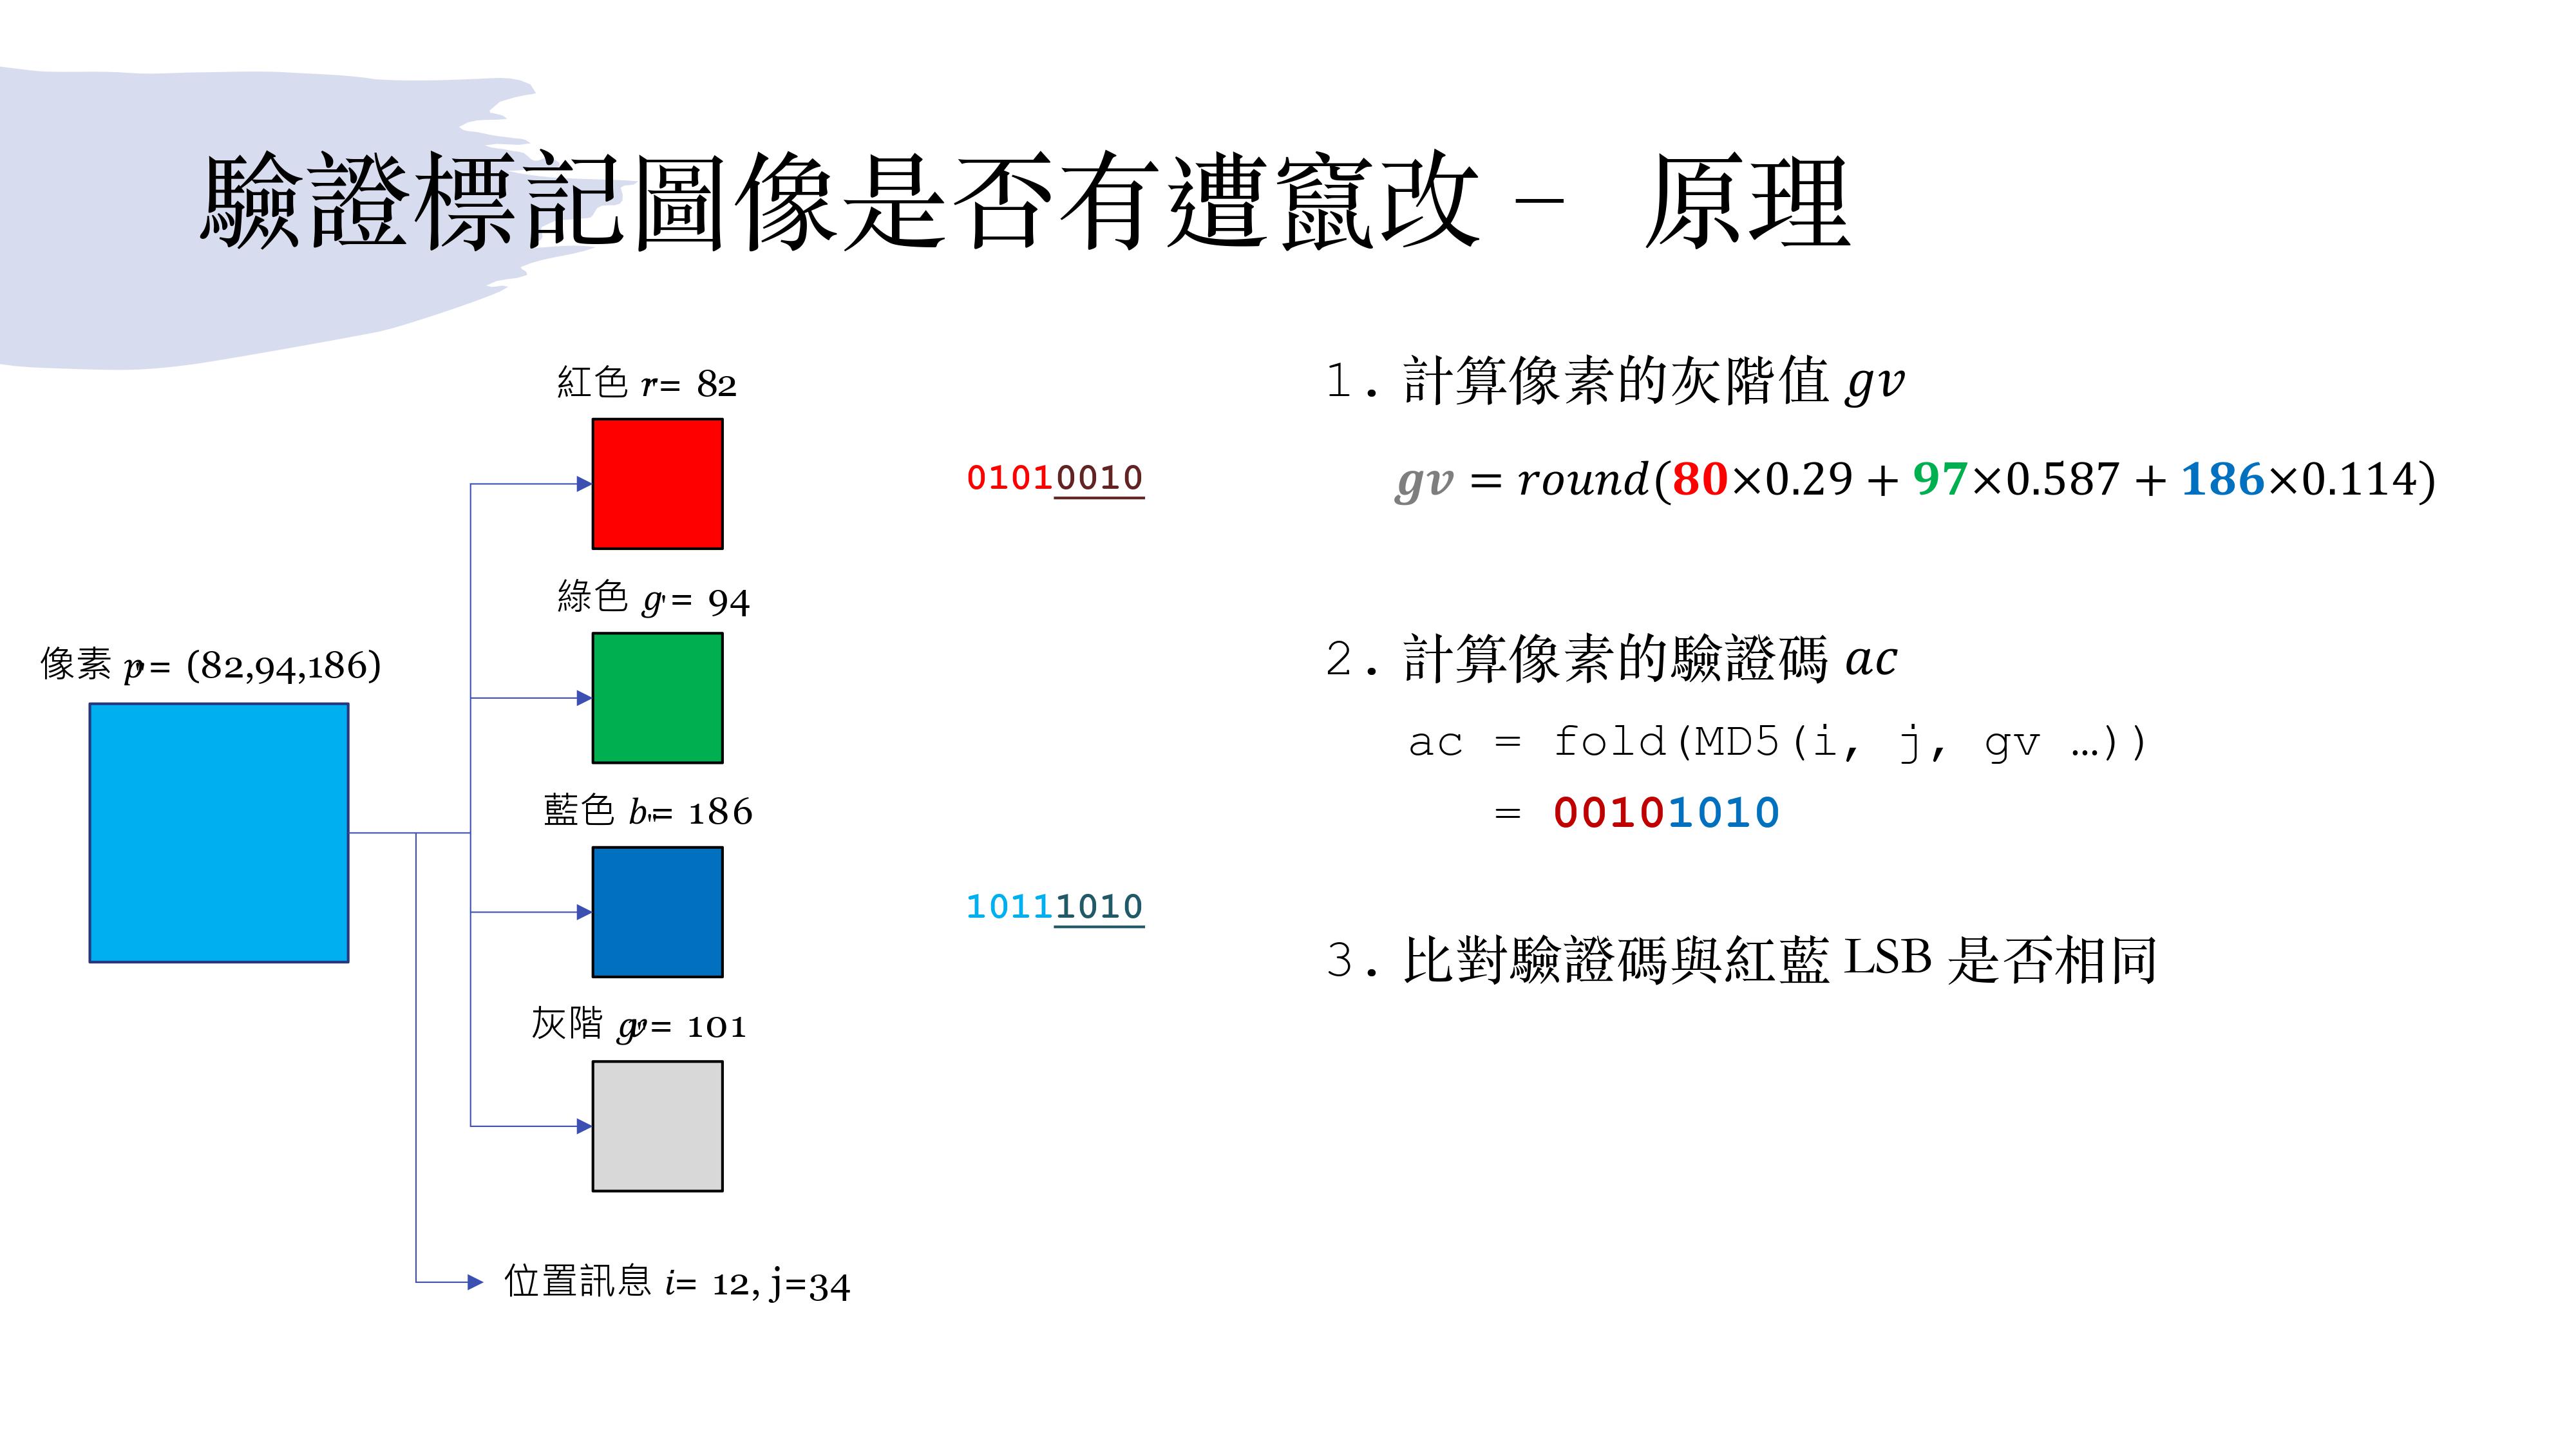 驗證標記圖像是否有遭竄改 – 原理
紅色 r'= 82
01010010
綠色 g'= 94
像素 p'= (82,94,186)
藍色 b'= 186
10111010
灰階 gv'= 101
位置訊息 i= 12, j=34
1. 計算像素的灰階值 gv
gv = round(80×0.29 + 97×0.587 + 186×0.114)
2. 計算像素的驗證碼 ac
ac = fold(MD5(i, j, gv …))
= 00101010
3. 比對驗證碼與紅藍 LSB 是否相同